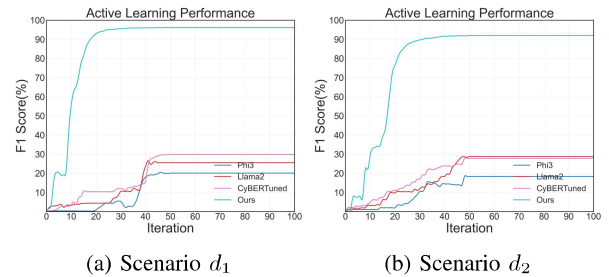 Active Learning Performance
100
90
80
70
60
50
40
30
20
10
F1 Score(%)
0 10 20 30 40 50 60 70 80 90 100
Iteration
Phi3
Llama2
CyBERTuned
Ours
(a) Scenario d₁
Active Learning Performance
100
90
80
70
60
50
40
30
20
10
F1 Score(%)
0 10 20 30 40 50 60 70 80 90 100
Iteration
Phi3
Llama2
CyBERTuned
Ours
(b) Scenario d₂